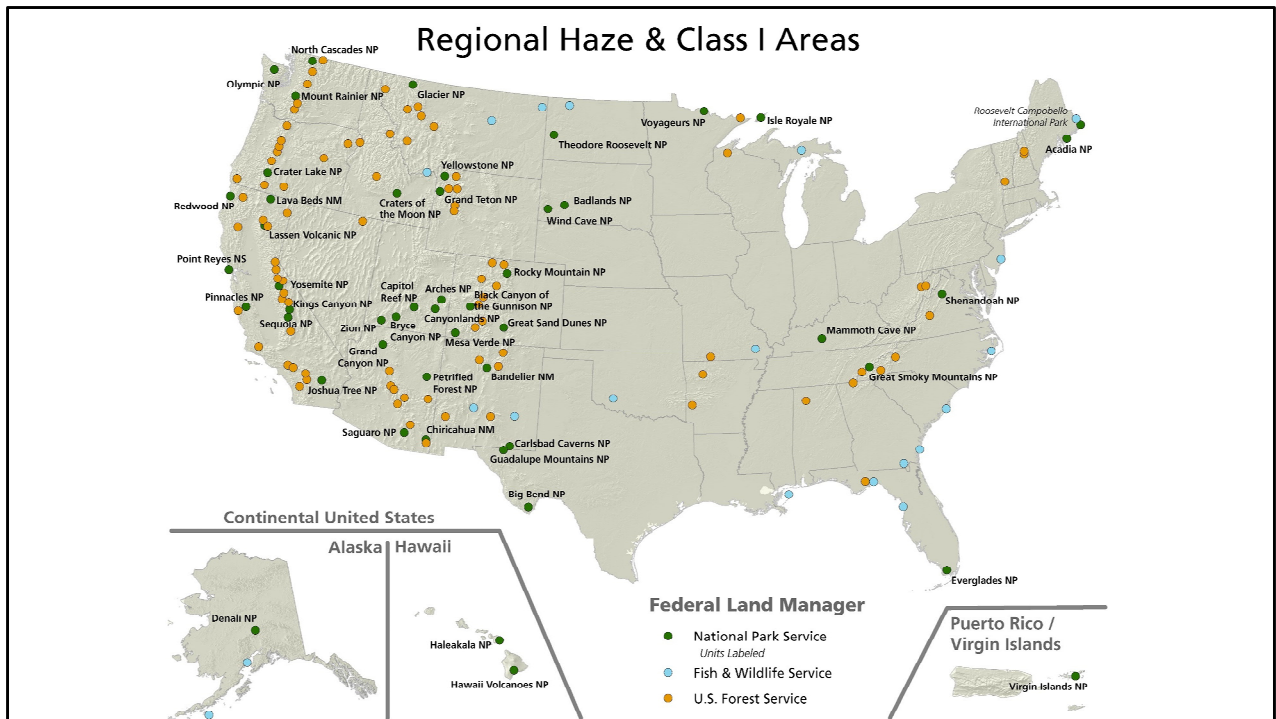 Regional Haze & Class I Areas
North Cascades NP
Olympic NP
Mount Rainier NP
Glacier NP
Voyageurs NP
Isle Royale NP
Roosevelt Campobello
International Park
Acadia NP
Theodore Roosevelt NP
Crater Lake NP
Yellowstone NP
Redwood NP
Lava Beds NM
Craters of
the Moon NP
Grand Teton NP
Badlands NP
Wind Cave NP
Lassen Volcanic NP
Point Reyes NS
Rocky Mountain NP
Yosemite NP
Capitol
Reef NP
Arches NP
Black Canyon of
the Gunnison NP
Pinnacles NP
Kings Canyon NP
Shenandoah NP
Sequoia NP
Zion NP
Bryce
Canyon NP
Canyonlands NP
Great Sand Dunes NP
Mammoth Cave NP
Mesa Verde NP
Grand
Canyon NP
Joshua Tree NP
Petrified
Forest NP
Bandelier NM
Great Smoky Mountains NP
Saguaro NP
Chiricahua NM
Carlsbad Caverns NP
Guadalupe Mountains NP
Big Bend NP
Everglades NP
Continental United States
Alaska
Hawaii
Denali NP
Haleakala NP
Hawaii Volcanoes NP
Federal Land Manager
National Park Service
Units Labeled
Fish & Wildlife Service
U.S. Forest Service
Puerto Rico /
Virgin Islands
Virgin Islands NP